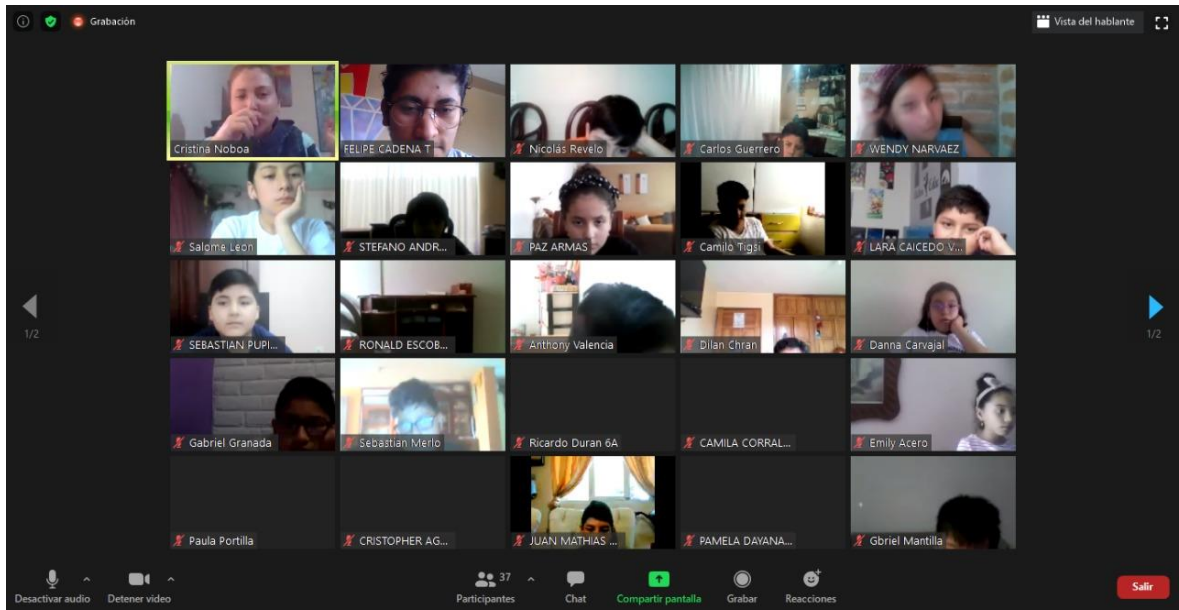 Grabación
Vista del hablante
Cristina Noboa
FELIPE CADENA T
Nicolás Revelo
Carlos Guerrero
WENDY NARVAEZ
Salome Leon
STEFANO ANDR...
PAZ ARMAS
Camilo Tigsi
LARA CAICEDO V...
SEBASTIAN PUPI...
RONALD ESCOB...
Anthony Valencia
Dilan Chran
Danna Carvajal
1/2
1/2
Gabriel Granada
Sebastian Merlo
Ricardo Duran 6A
CAMILA CORRAL...
Emily Acero
Paula Portilla
CRISTOPHER AG...
JUAN MATHIAS ...
PAMELA DAYANA...
Gbriel Mantilla
Desactivar audio
Detener video
37
Participantes
Chat
Compartir pantalla
Grabar
Reacciones
Salir